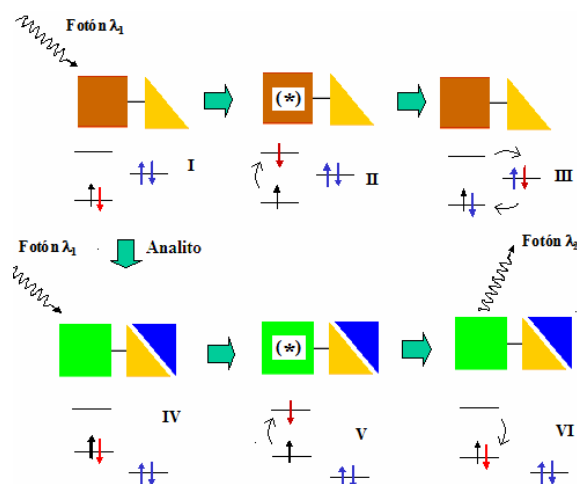 Fotón λ1
(*)
I
II
III
Fotón λ1
Analito
Fotón λ2
(*)
IV
V
VI